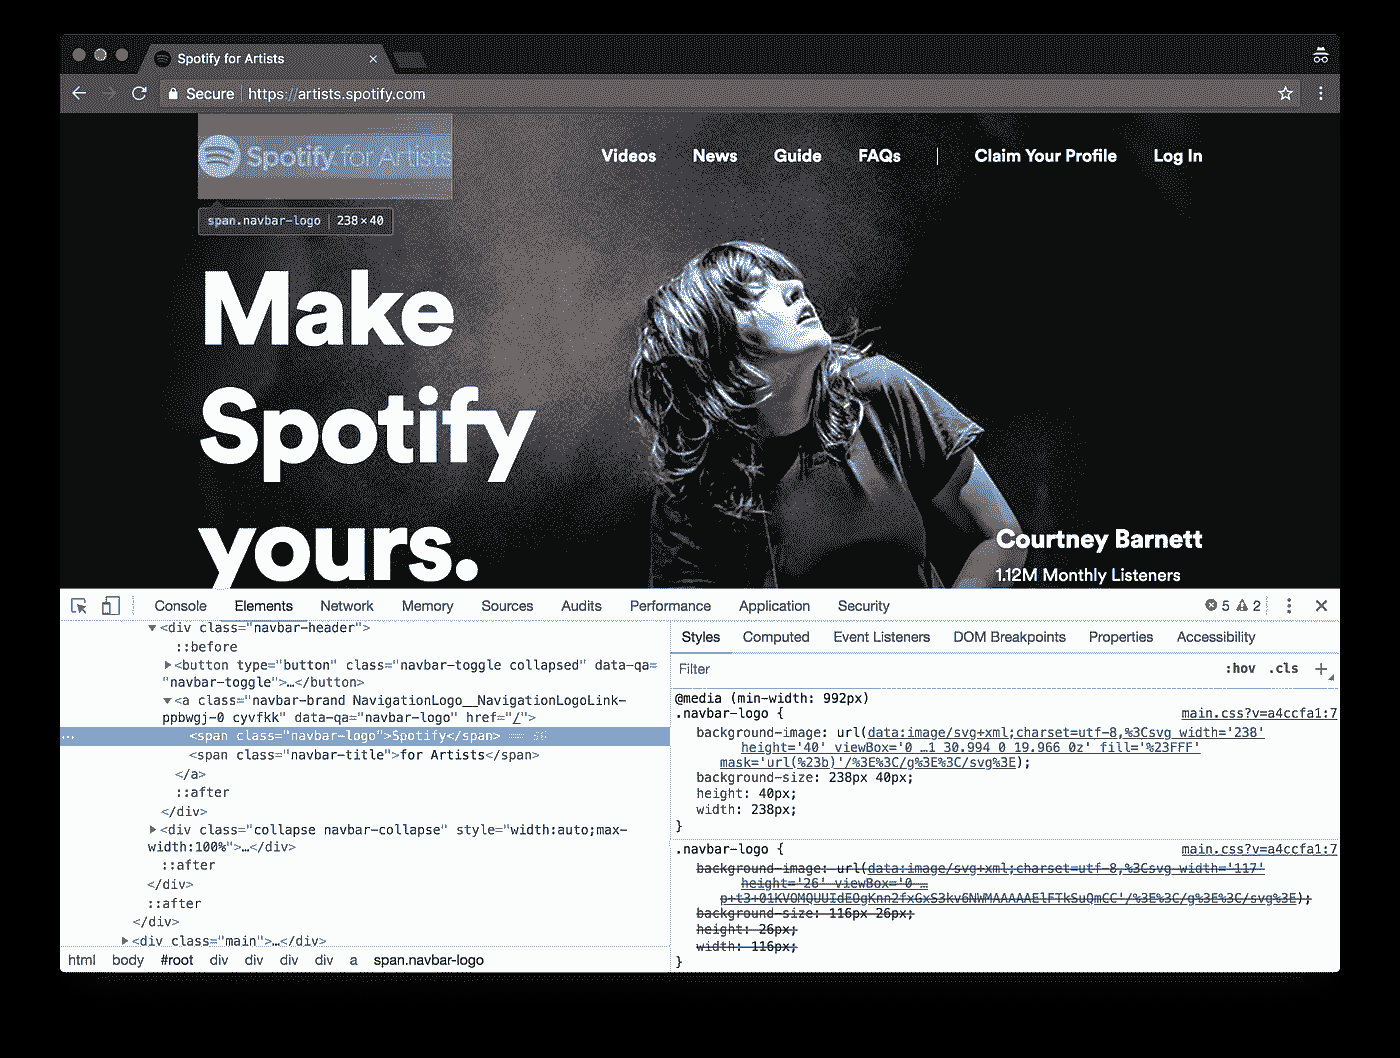 Spotify for Artists
Secure https://artists.spotify.com
Spotify for Artists
Videos News Guide FAQs Claim Your Profile Log In
span.navbar-logo 238×40
Make
Spotify
yours.
Courtney Barnett
1.12M Monthly Listeners
Console Elements Network Memory Sources Audits Performance Application Security 5 2
<div class="navbar-header">
::before
<button type="button" class="navbar-toggle collapsed" data-qa=
"navbar-toggle">…</button>
<a class="navbar-brand NavigationLogo__NavigationLogoLink-
ppbwgj-0 cyvfkk" data-qa="navbar-logo" href="/">
<span class="navbar-logo">Spotify</span> == $0
<span class="navbar-title">for Artists</span>
</a>
::after
</div>
<div class="collapse navbar-collapse" style="width:auto;max-
width:100%">…</div>
::after
</div>
::after
</div>
<div class="main">…</div>
html body #root div div div div a span.navbar-logo
Styles Computed Event Listeners DOM Breakpoints Properties Accessibility
Filter :hov .cls +
@media (min-width: 992px)
.navbar-logo { main.css?v=a4ccfa1:7
background-image: url(data:image/svg+xml;charset=utf-8,%3Csvg width='238'
height='40' viewBox='0 …1 30.994 0 19.966 0z' fill='%23FFF'
mask='url(%23b)'/%3E%3C/g%3E%3C/svg%3E);
background-size: 238px 40px;
height: 40px;
width: 238px;
}
.navbar-logo { main.css?v=a4ccfa1:7
background-image: url(data:image/svg+xml;charset=utf-8,%3Csvg width='117'
height='26' viewBox='0 …
background-size: 116px 26px;
height: 26px;
width: 116px;
}